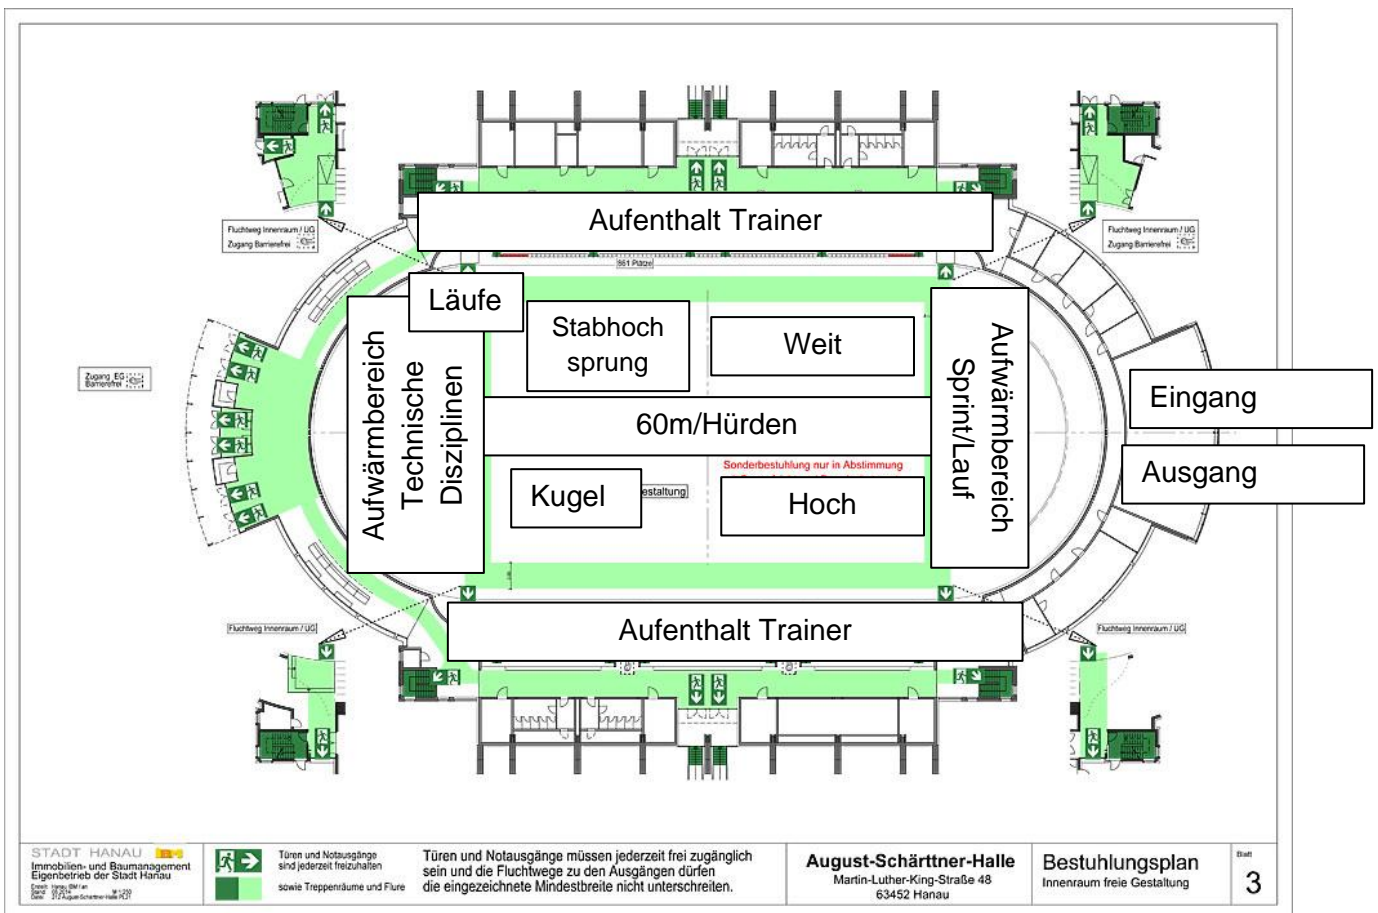 Fluchtweg Innenraum / UG
Zugang Barrierefrei
Fluchtweg Innenraum / UG
Zugang Barrierefrei
Aufenthalt Trainer
861 Plätze
Läufe
Stabhoch
sprung
Weit
Aufwärmbereich
Technische
Disziplinen
Aufwärmbereich
Sprint/Lauf
Zugang EG
Barrierefrei
Eingang
60m/Hürden
Ausgang
Sonderbestuhlung nur in Abstimmung
Kugel
estaltung
Hoch
Aufenthalt Trainer
Fluchtweg Innenraum / UG
Fluchtweg Innenraum / UG
STADT HANAU
Immobilien- und Baumanagement
Eigenbetrieb der Stadt Hanau
Türen und Notausgänge
sind jederzeit freizuhalten
sowie Treppenräume und Flure
Türen und Notausgänge müssen jederzeit frei zugänglich
sein und die Fluchtwege zu den Ausgängen dürfen
die eingezeichnete Mindestbreite nicht unterschreiten.
August-Schärttner-Halle
Martin-Luther-King-Straße 48
63452 Hanau
Bestuhlungsplan
Innenraum freie Gestaltung
Blatt
3